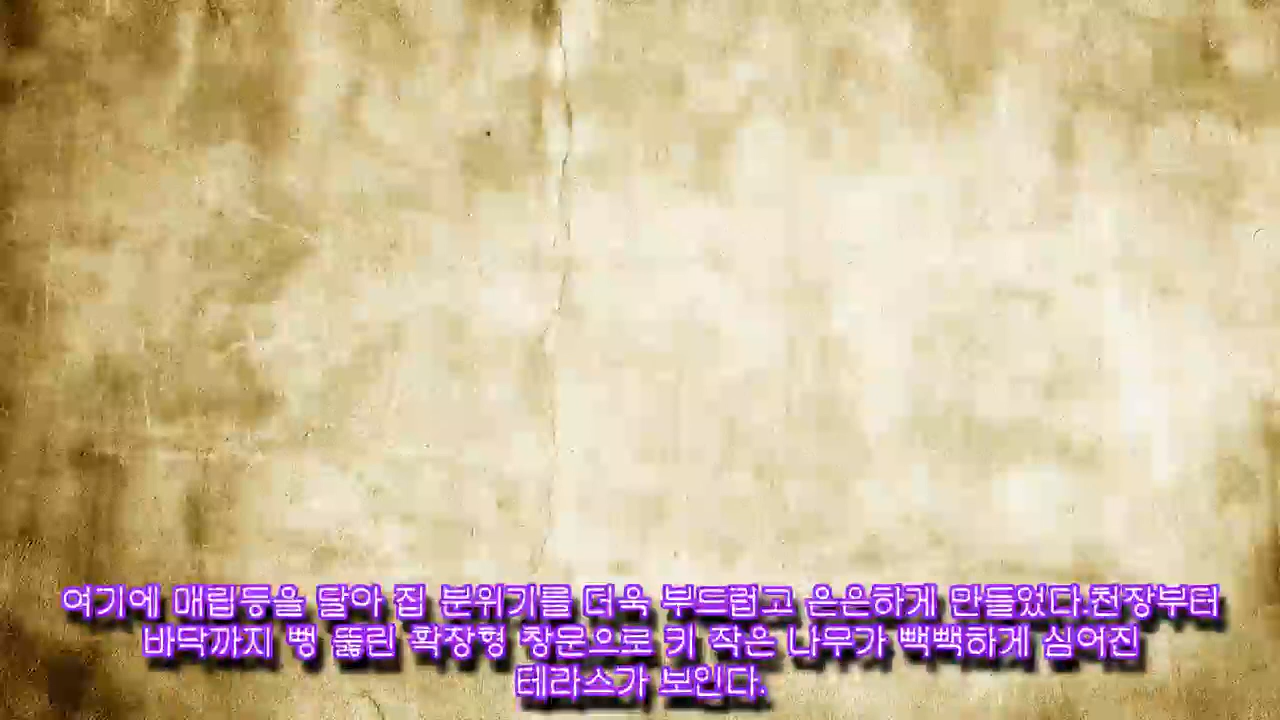 여기에 매립등을 달아 집 분위기를 더욱 부드럽고 은은하게 만들었다.천장부터
바닥까지 뻥 뚫린 확장형 창문으로 키 작은 나무가 빽빽하게 심어진
테라스가 보인다.